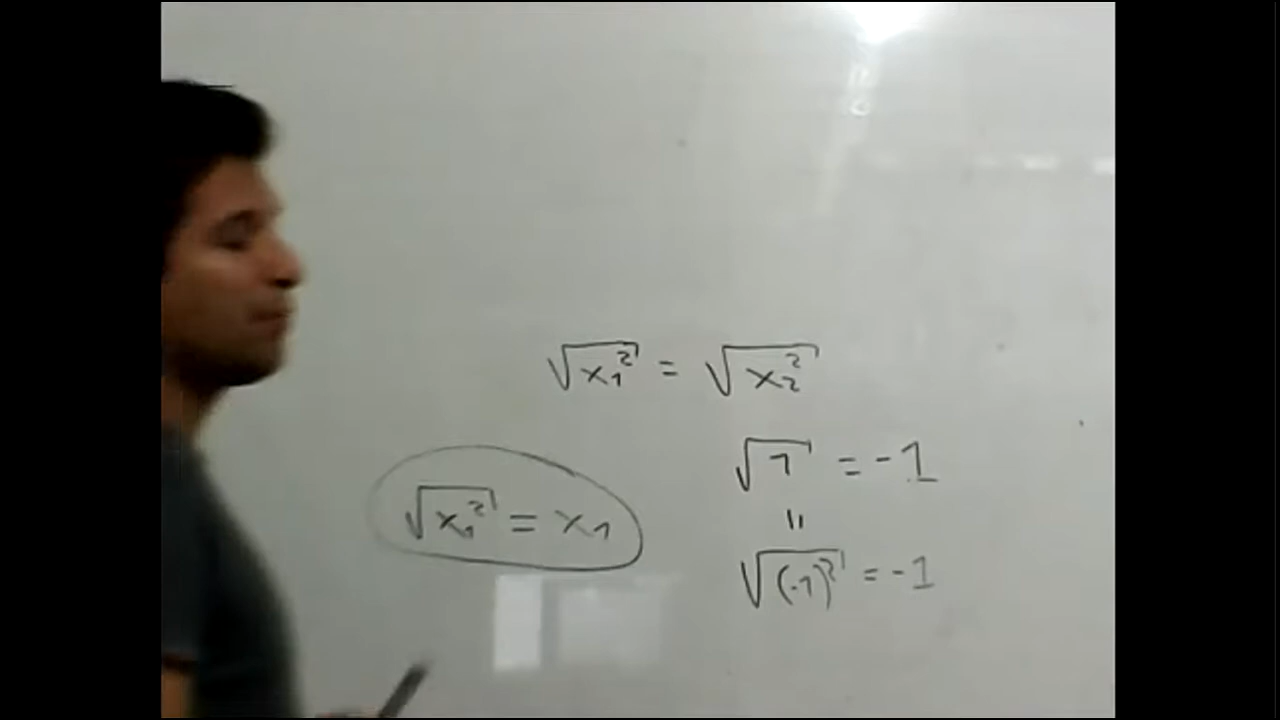 √x₁² = √x₂²
√1 = -1
√x₁² = x₁
=
√(-1)² = -1